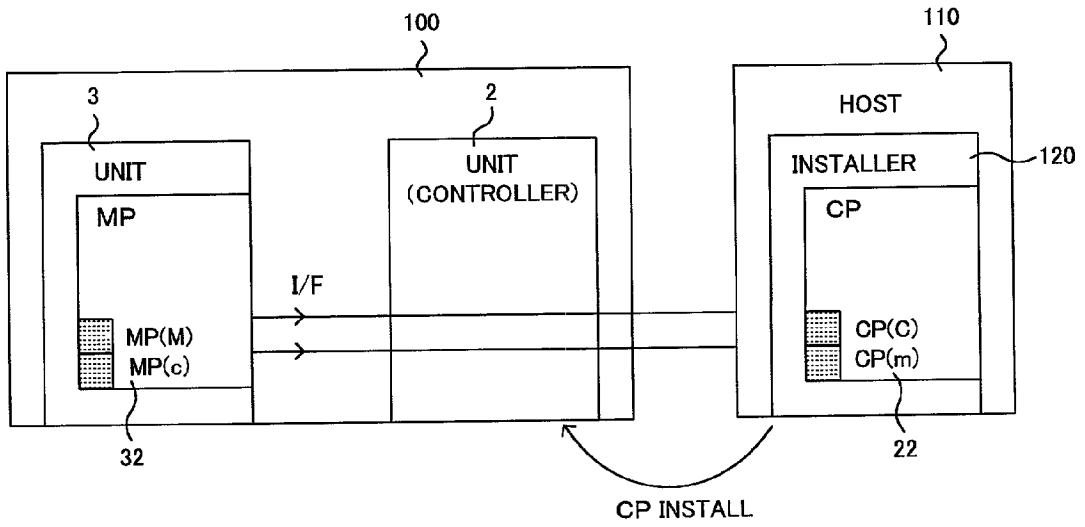 100
110
3
2
HOST
UNIT
UNIT
(CONTROLLER)
INSTALLER
120
MP
CP
I/F
MP(M)
MP(c)
CP(C)
CP(m)
32
22
CP INSTALL